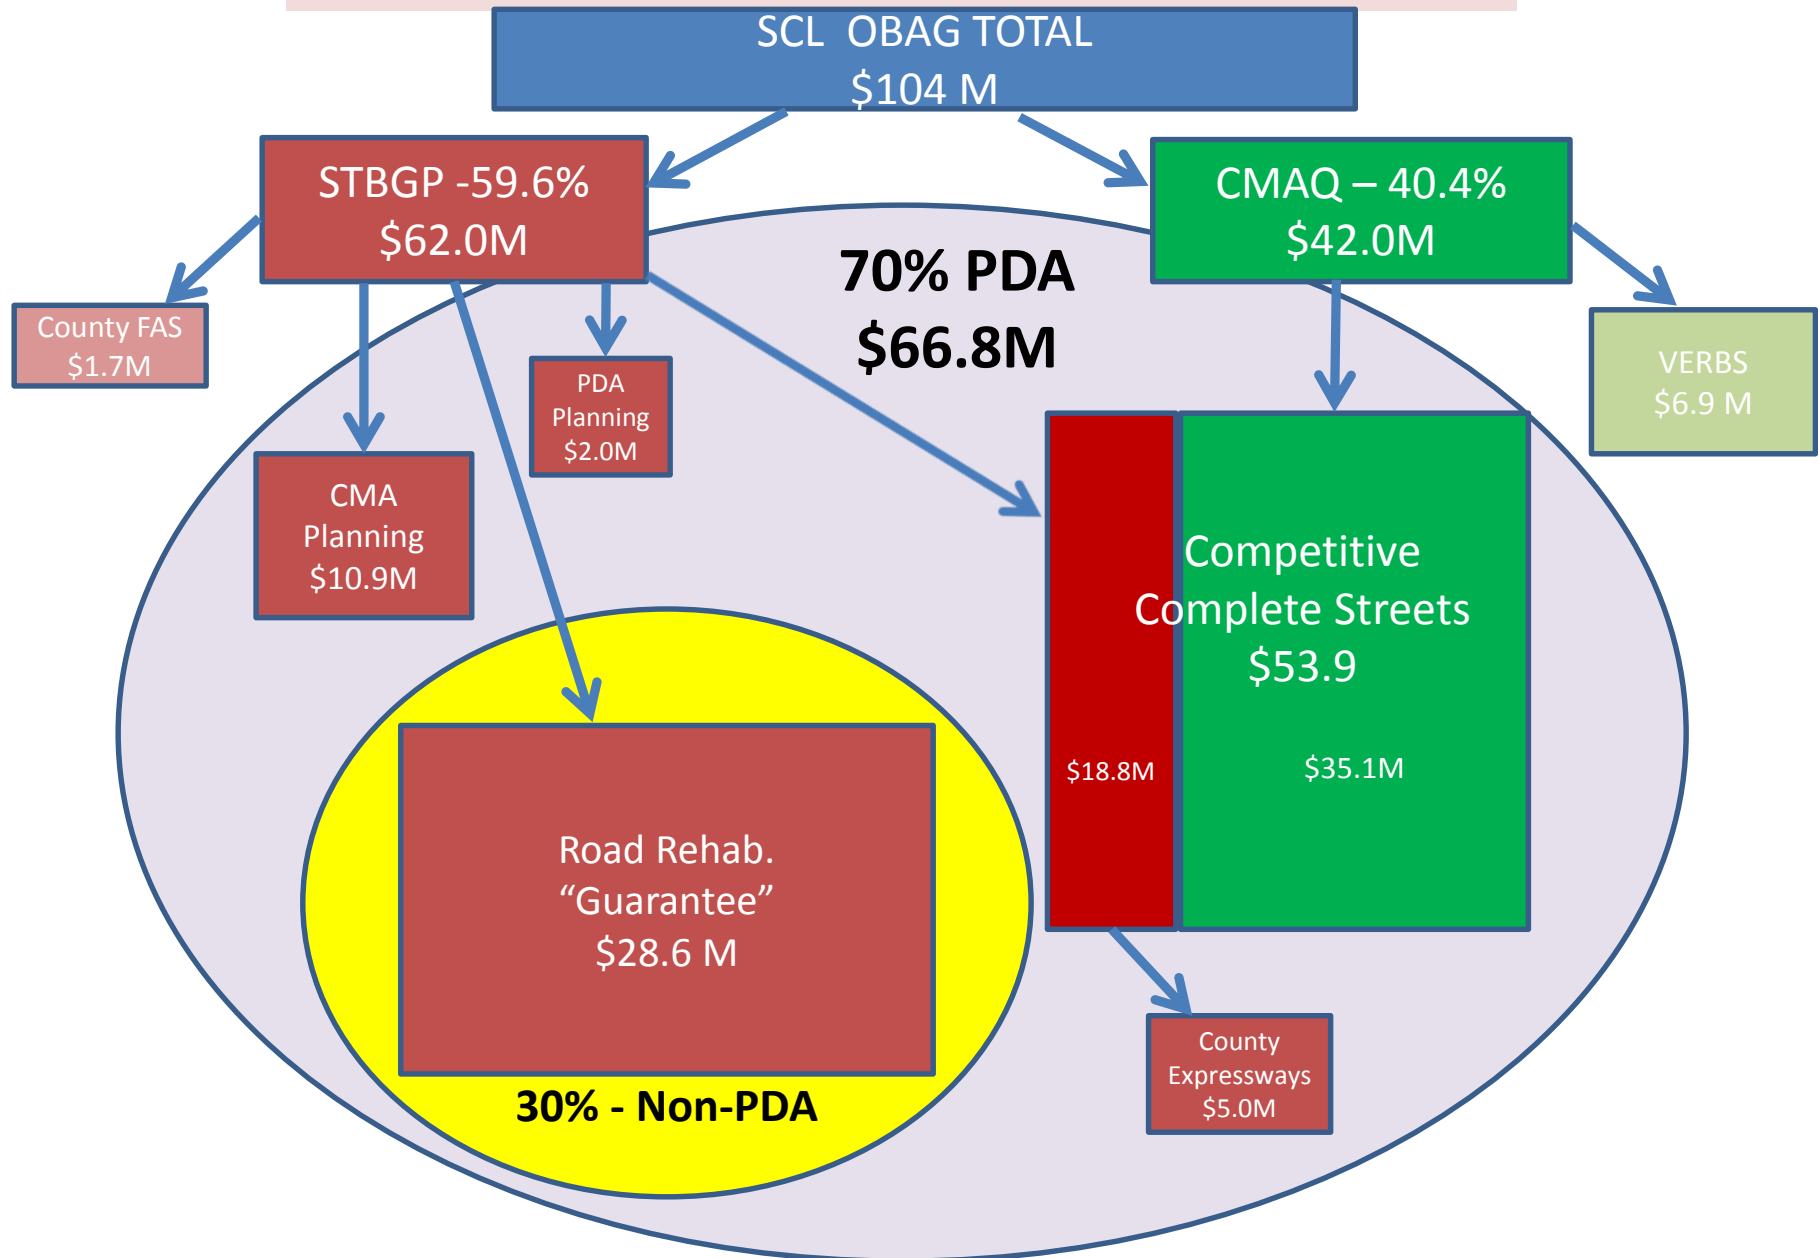 SCL OBAG TOTAL
$104 M
STBGP -59.6%
$62.0M
CMAQ – 40.4%
$42.0M
70% PDA
$66.8M
County FAS
$1.7M
PDA
Planning
$2.0M
VERBS
$6.9 M
CMA
Planning
$10.9M
Competitive
Complete Streets
$53.9
$18.8M
$35.1M
Road Rehab.
“Guarantee”
$28.6 M
30% - Non-PDA
County
Expressways
$5.0M